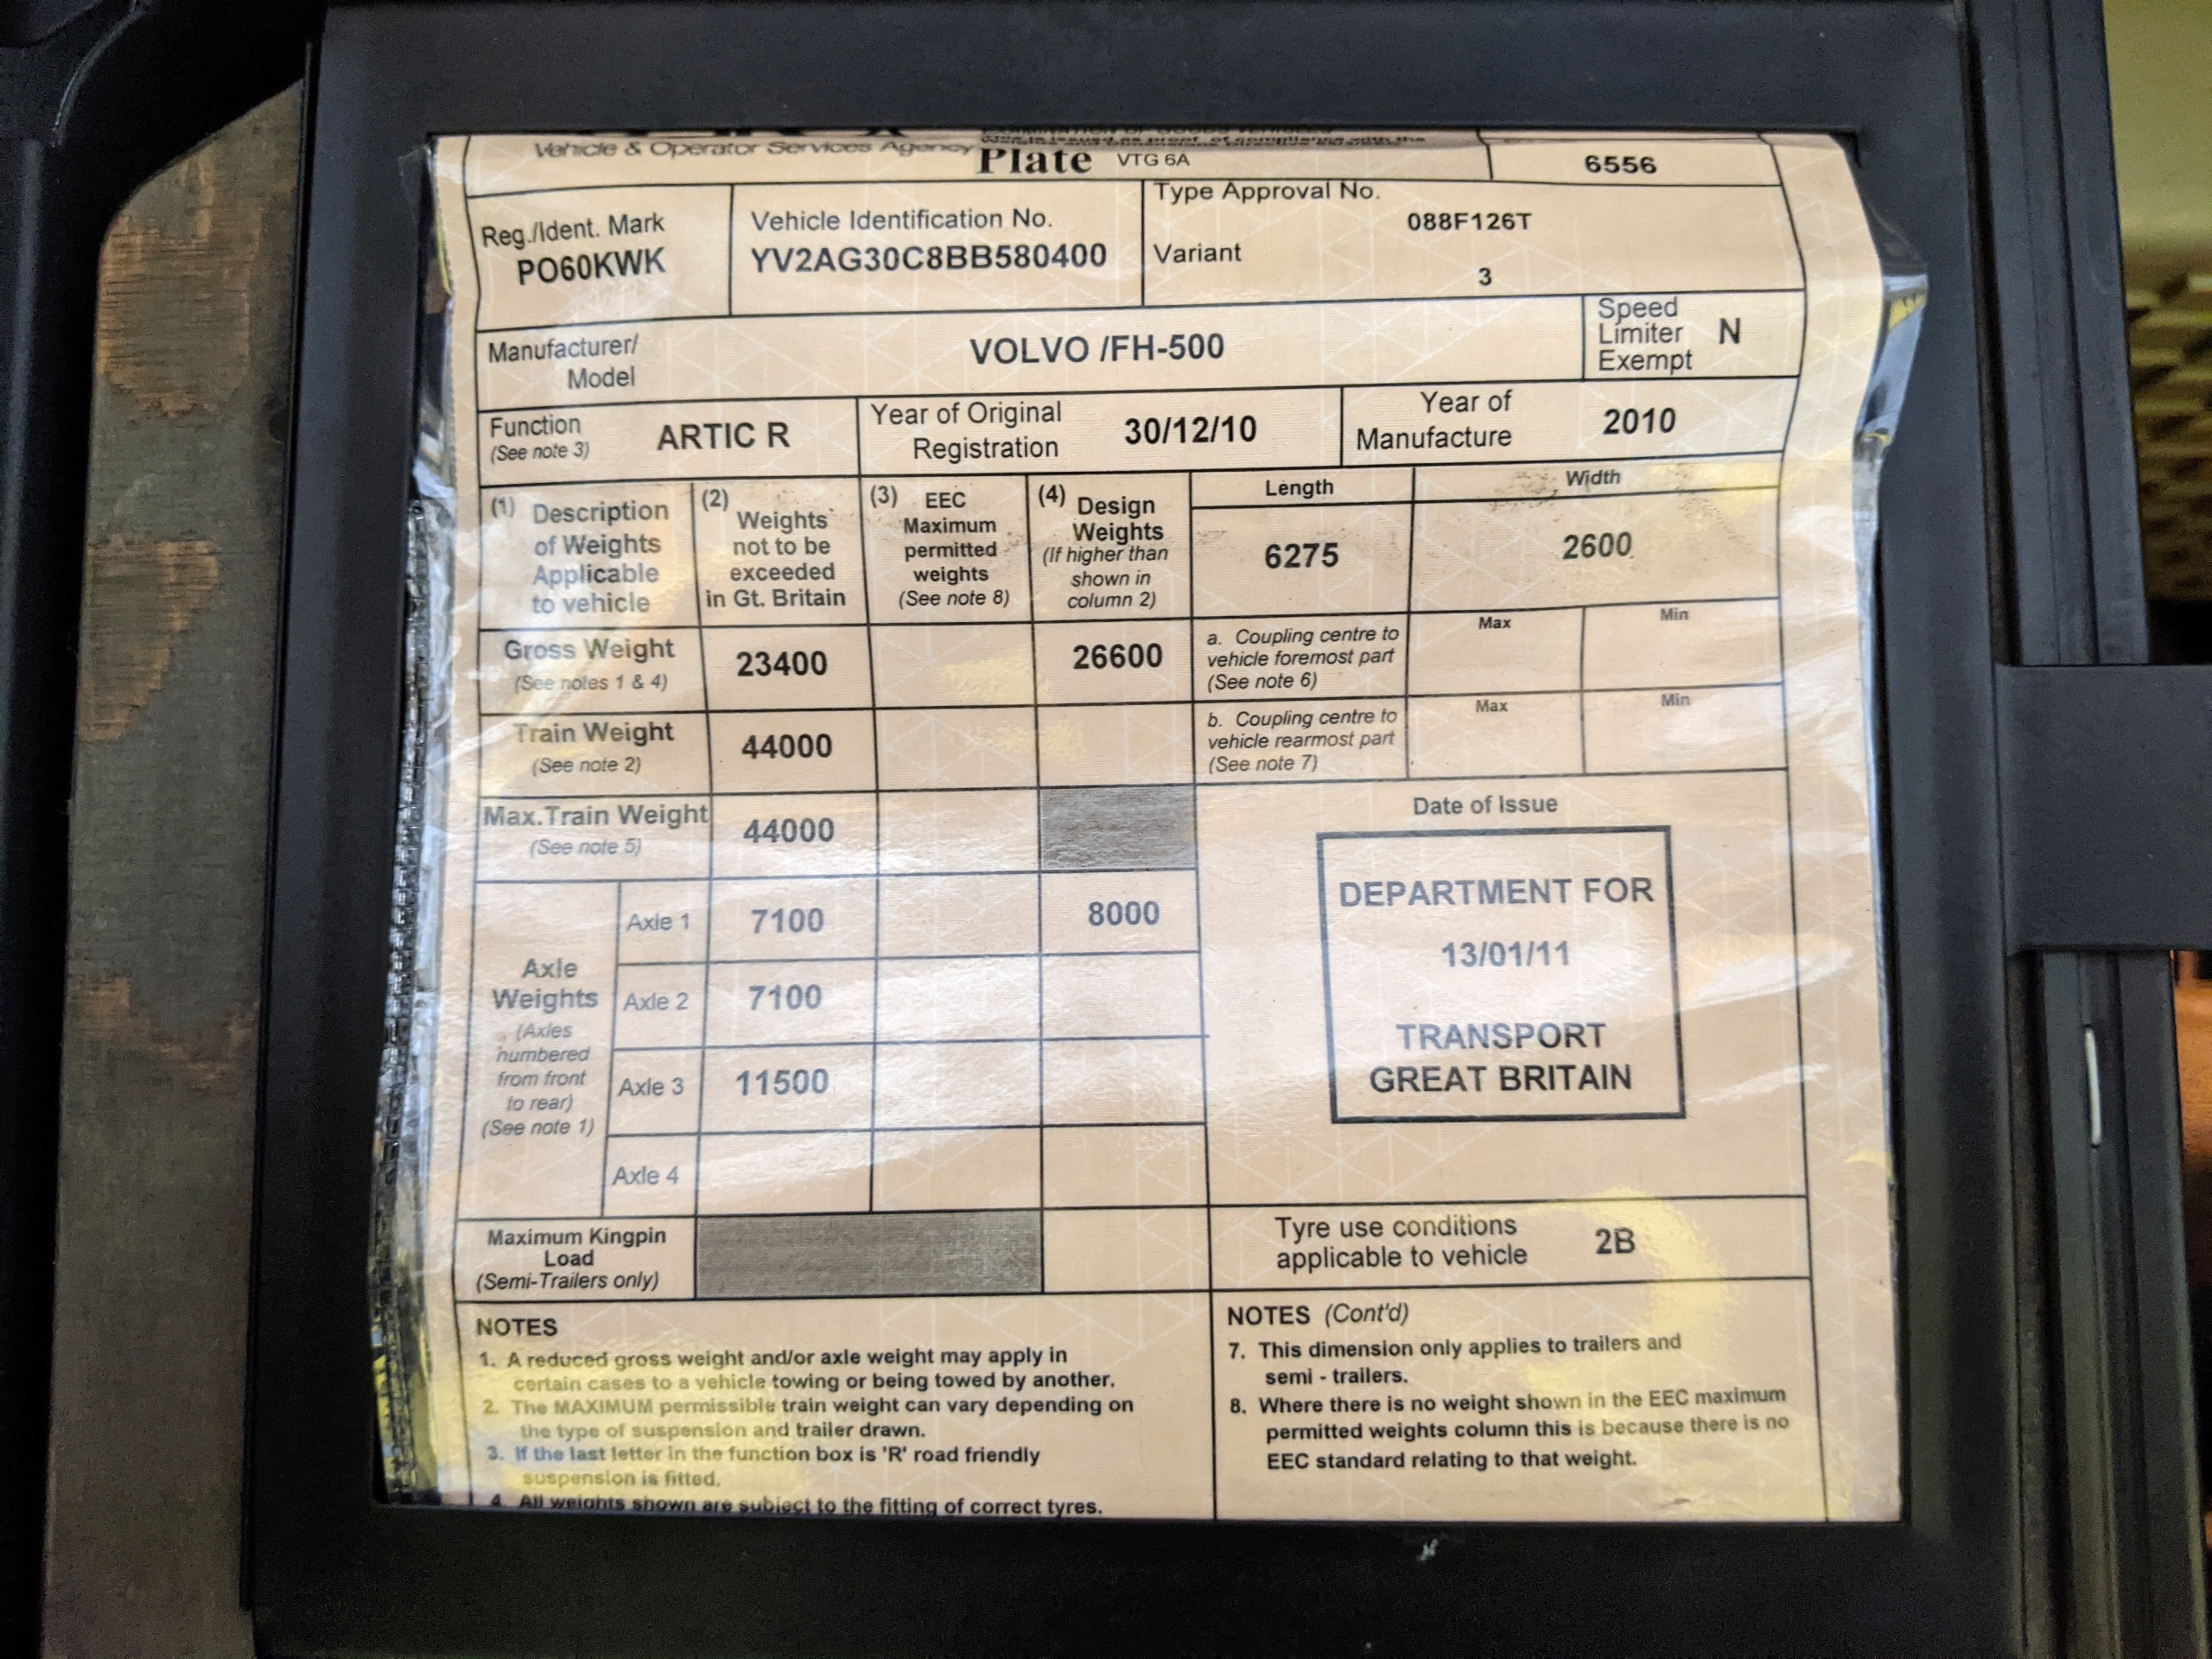 Vehicle & Operator Services Agency
Plate VTG 6A
6556
Reg./Ident. Mark
PO60KWK
Vehicle Identification No.
YV2AG30C8BB580400
Type Approval No.
088F126T
Variant
3
Manufacturer/
Model
VOLVO /FH-500
Speed
Limiter N
Exempt
Function
(See note 3)
ARTIC R
Year of Original
Registration
30/12/10
Year of
Manufacture
2010
(1) Description
of Weights
Applicable
to vehicle
(2)
Weights
not to be
exceeded
in Gt. Britain
(3) EEC
Maximum
permitted
weights
(See note 8)
(4) Design
Weights
(If higher than
shown in
column 2)
Length
6275
Width
2600
Gross Weight
(See notes 1 & 4)
23400
26600
a. Coupling centre to
vehicle foremost part
(See note 6)
Max
Min
Train Weight
(See note 2)
44000
b. Coupling centre to
vehicle rearmost part
(See note 7)
Max
Min
Max.Train Weight
(See note 5)
44000
Date of Issue
DEPARTMENT FOR
13/01/11
TRANSPORT
GREAT BRITAIN
Axle
Weights
(Axles
numbered
from front
to rear)
(See note 1)
Axle 1
7100
8000
Axle 2
7100
Axle 3
11500
Axle 4
Maximum Kingpin
Load
(Semi-Trailers only)
Tyre use conditions
applicable to vehicle
2B
NOTES
1. A reduced gross weight and/or axle weight may apply in
certain cases to a vehicle towing or being towed by another.
2. The MAXIMUM permissible train weight can vary depending on
the type of suspension and trailer drawn.
3. If the last letter in the function box is 'R' road friendly
suspension is fitted.
4. All weights shown are subject to the fitting of correct tyres.
NOTES (Cont'd)
7. This dimension only applies to trailers and
semi - trailers.
8. Where there is no weight shown in the EEC maximum
permitted weights column this is because there is no
EEC standard relating to that weight.